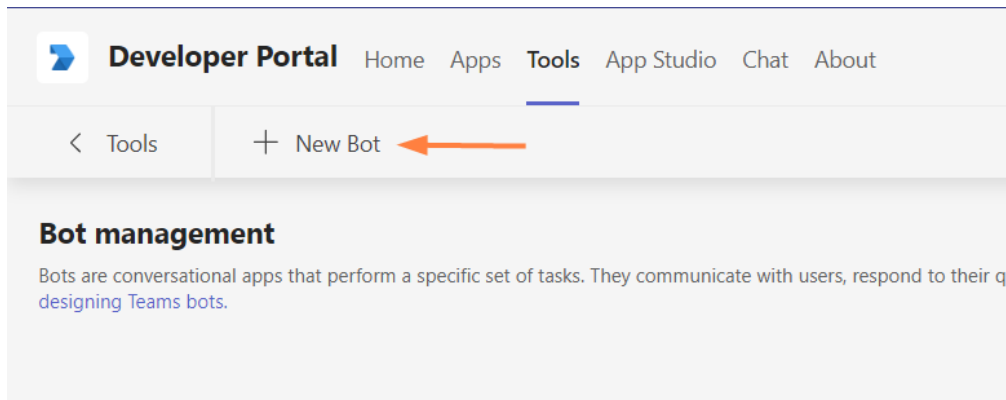 Developer Portal Home Apps Tools App Studio Chat About
Tools New Bot
Bot management
Bots are conversational apps that perform a specific set of tasks. They communicate with users, respond to their q
designing Teams bots.